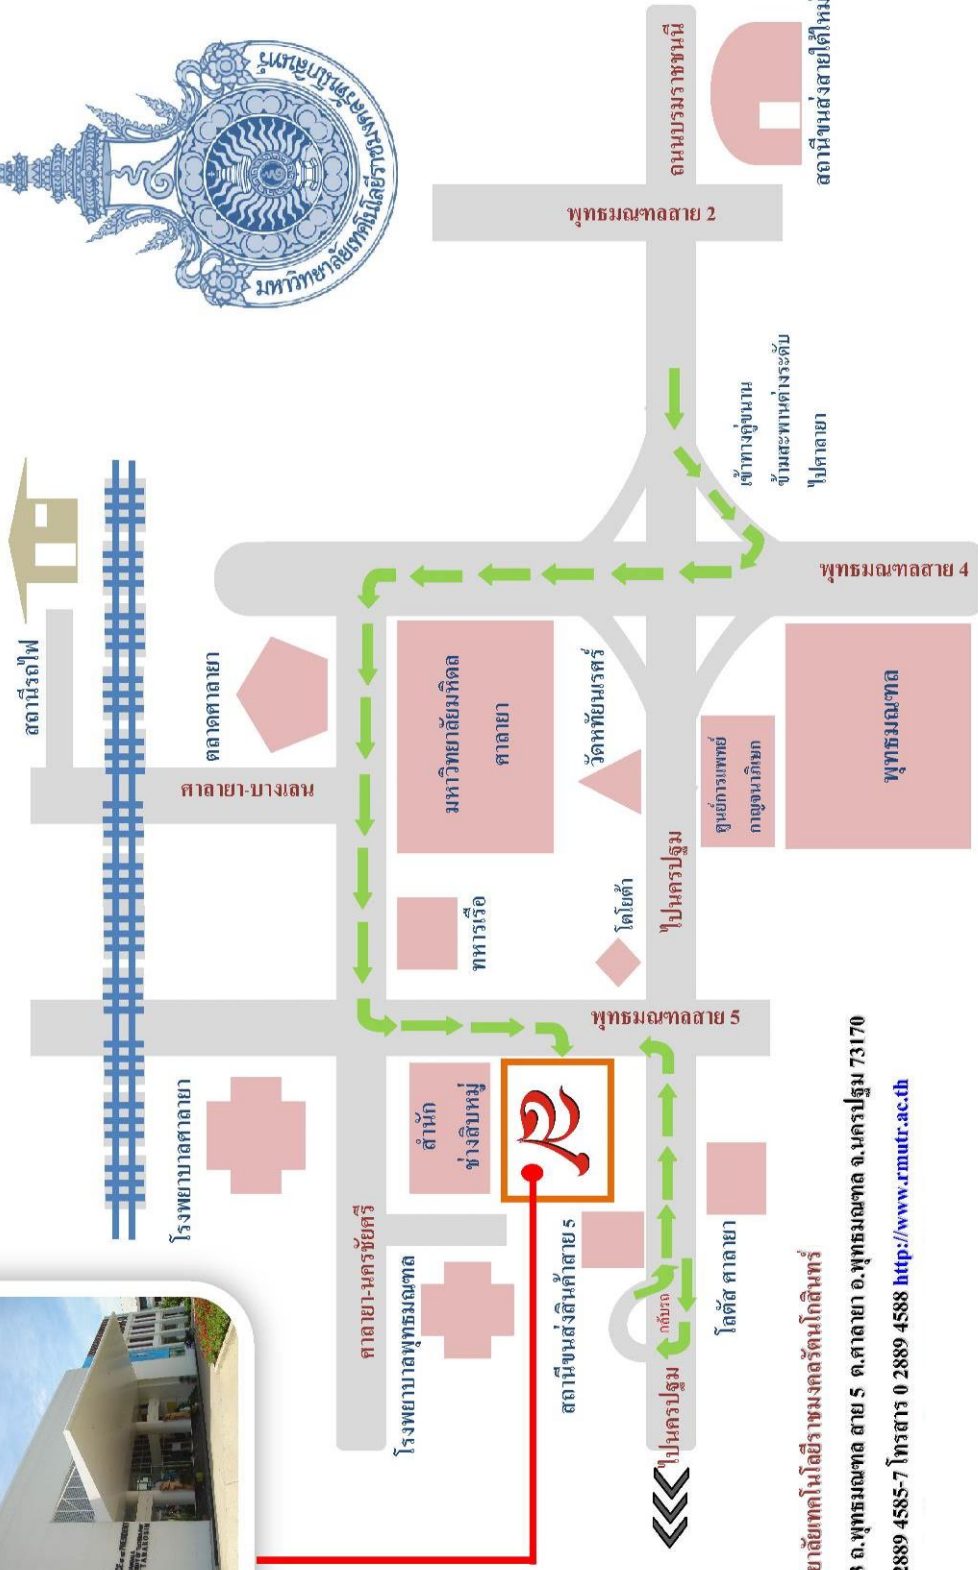 มหาวิทยาลัยเทคโนโลยีราชมงคลรัตนโกสินทร์
สถานีรถไฟ
ตลาดศาลายา
ศาลายา-บางเลน
โรงพยาบาลศาลายา
ถนนบรมราชชนนี
สถานีขนส่งสายใต้ใหม่
พุทธมณฑลสาย 2
เข้าทางคู่ขนาน
ข้ามสะพานต่างระดับ
ไปศาลายา
พุทธมณฑลสาย 4
มหาวิทยาลัยมหิดล
ศาลายา
วัดหทัยนเรศร์
ศูนย์การแพทย์
กาญจนาภิเษก
พุทธมณฑล
ทหารเรือ
โตโยต้า
ไปนครปฐม
พุทธมณฑลสาย 5
สำนัก
ช่างสิบหมู่
ส
ศาลายา-นครชัยศรี
โรงพยาบาลพุทธมณฑล
สถานีขนส่งสินค้าสาย 5
กลับรถ
โลตัส ศาลายา
ไปนครปฐม
ยาลัยเทคโนโลยีราชมงคลรัตนโกสินทร์
ถ.พุทธมณฑล สาย 5 ต.ศาลายา อ.พุทธมณฑล จ.นครปฐม 73170
2889 4585-7 โทรสาร 0 2889 4588 http://www.rmutr.ac.th